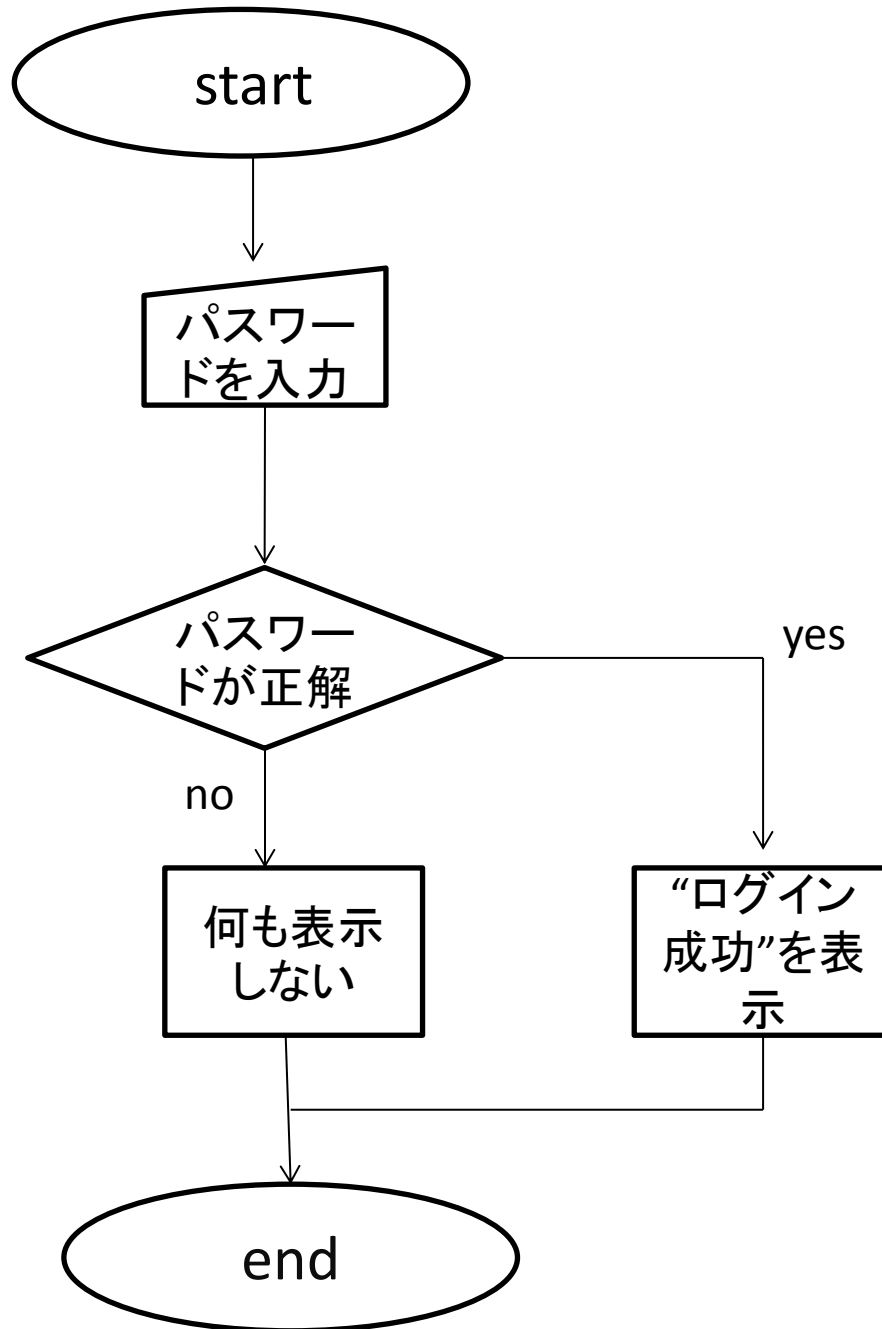 start
パスワー
ドを入力
パスワー
ドが正解
yes
no
何も表示
しない
“ログイン
成功”を表
示
end